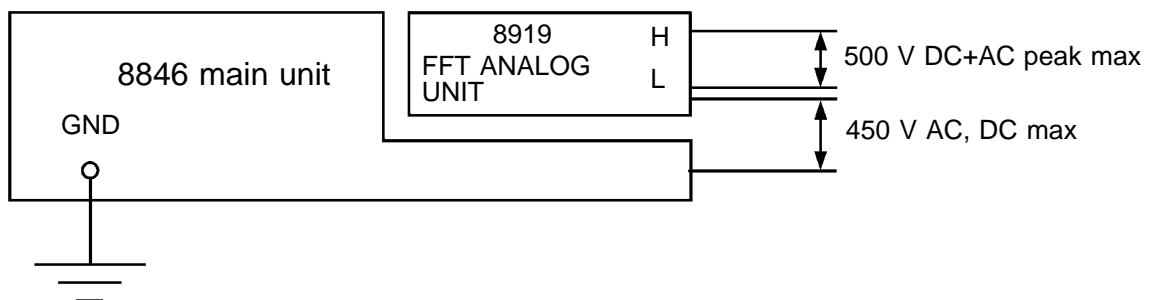 8846 main unit
GND
8919
FFT ANALOG
UNIT
H
L
500 V DC+AC peak max
450 V AC, DC max